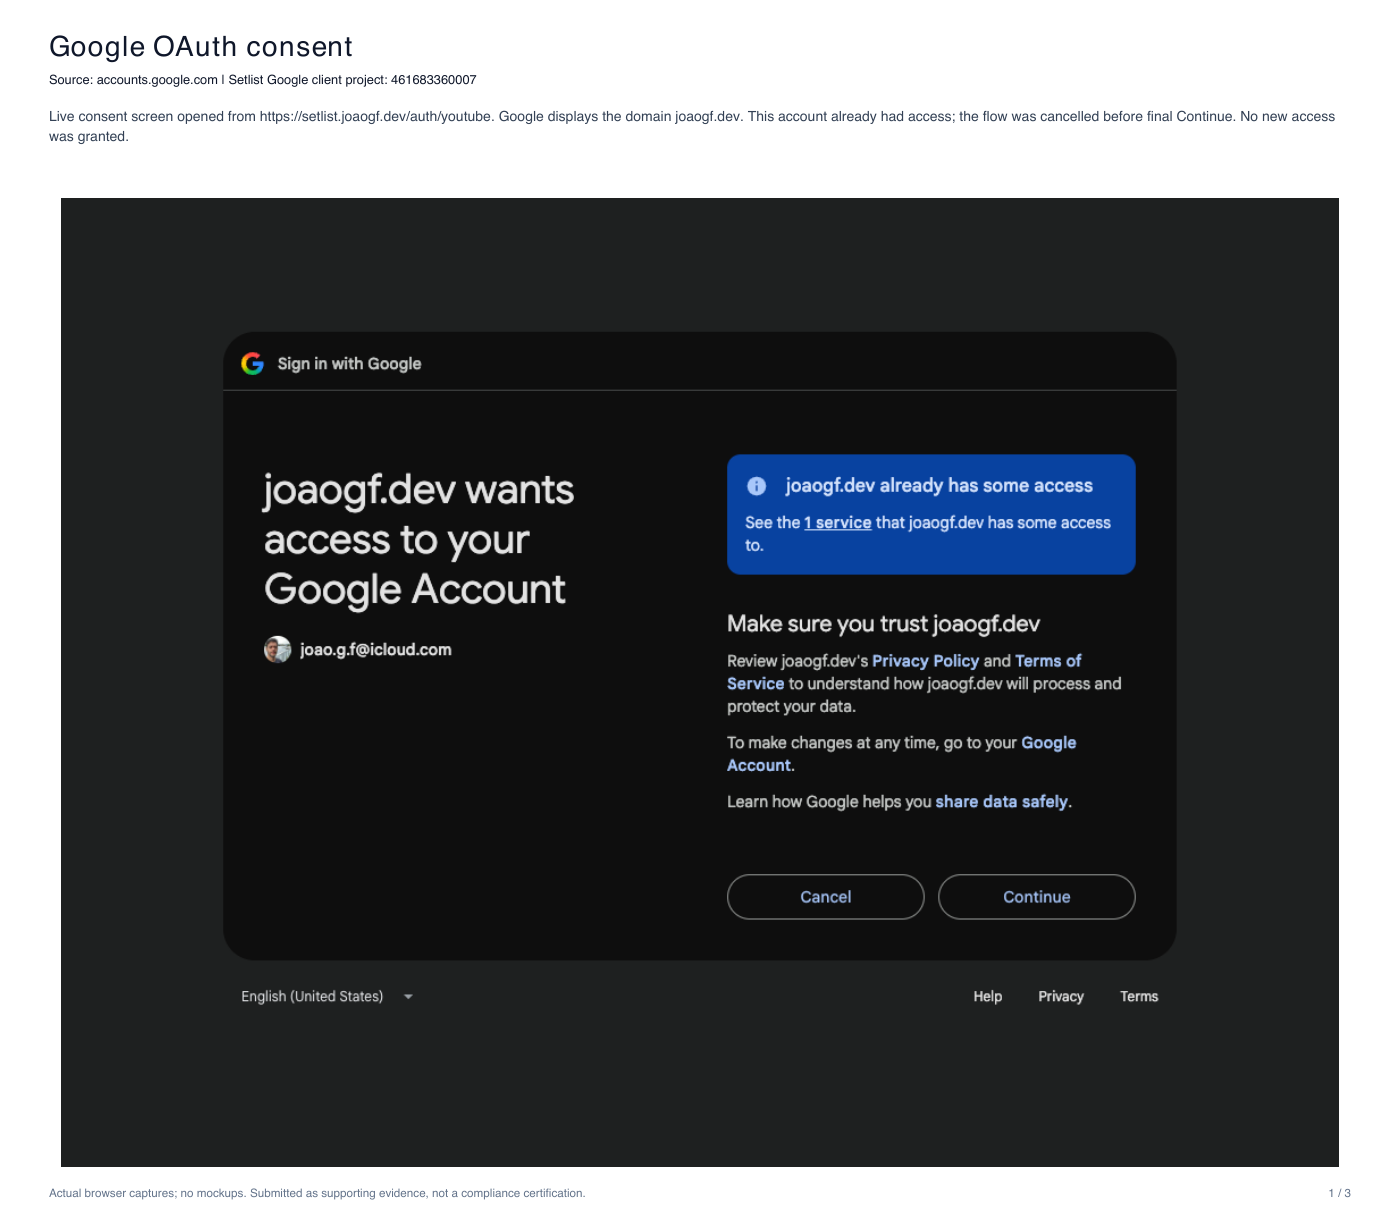 Google OAuth consent
Source: accounts.google.com | Setlist Google client project: 461683360007
Live consent screen opened from https://setlist.joaogf.dev/auth/youtube. Google displays the domain joaogf.dev. This account already had access; the flow was cancelled before final Continue. No new access
was granted.
Sign in with Google
joaogf.dev wants
access to your
Google Account
joao.g.f@icloud.com
joaogf.dev already has some access
See the 1 service that joaogf.dev has some access
to.
Make sure you trust joaogf.dev
Review joaogf.dev's Privacy Policy and Terms of
Service to understand how joaogf.dev will process and
protect your data.
To make changes at any time, go to your Google
Account.
Learn how Google helps you share data safely.
Cancel
Continue
English (United States)
Help
Privacy
Terms
Actual browser captures; no mockups. Submitted as supporting evidence, not a compliance certification.
1 / 3